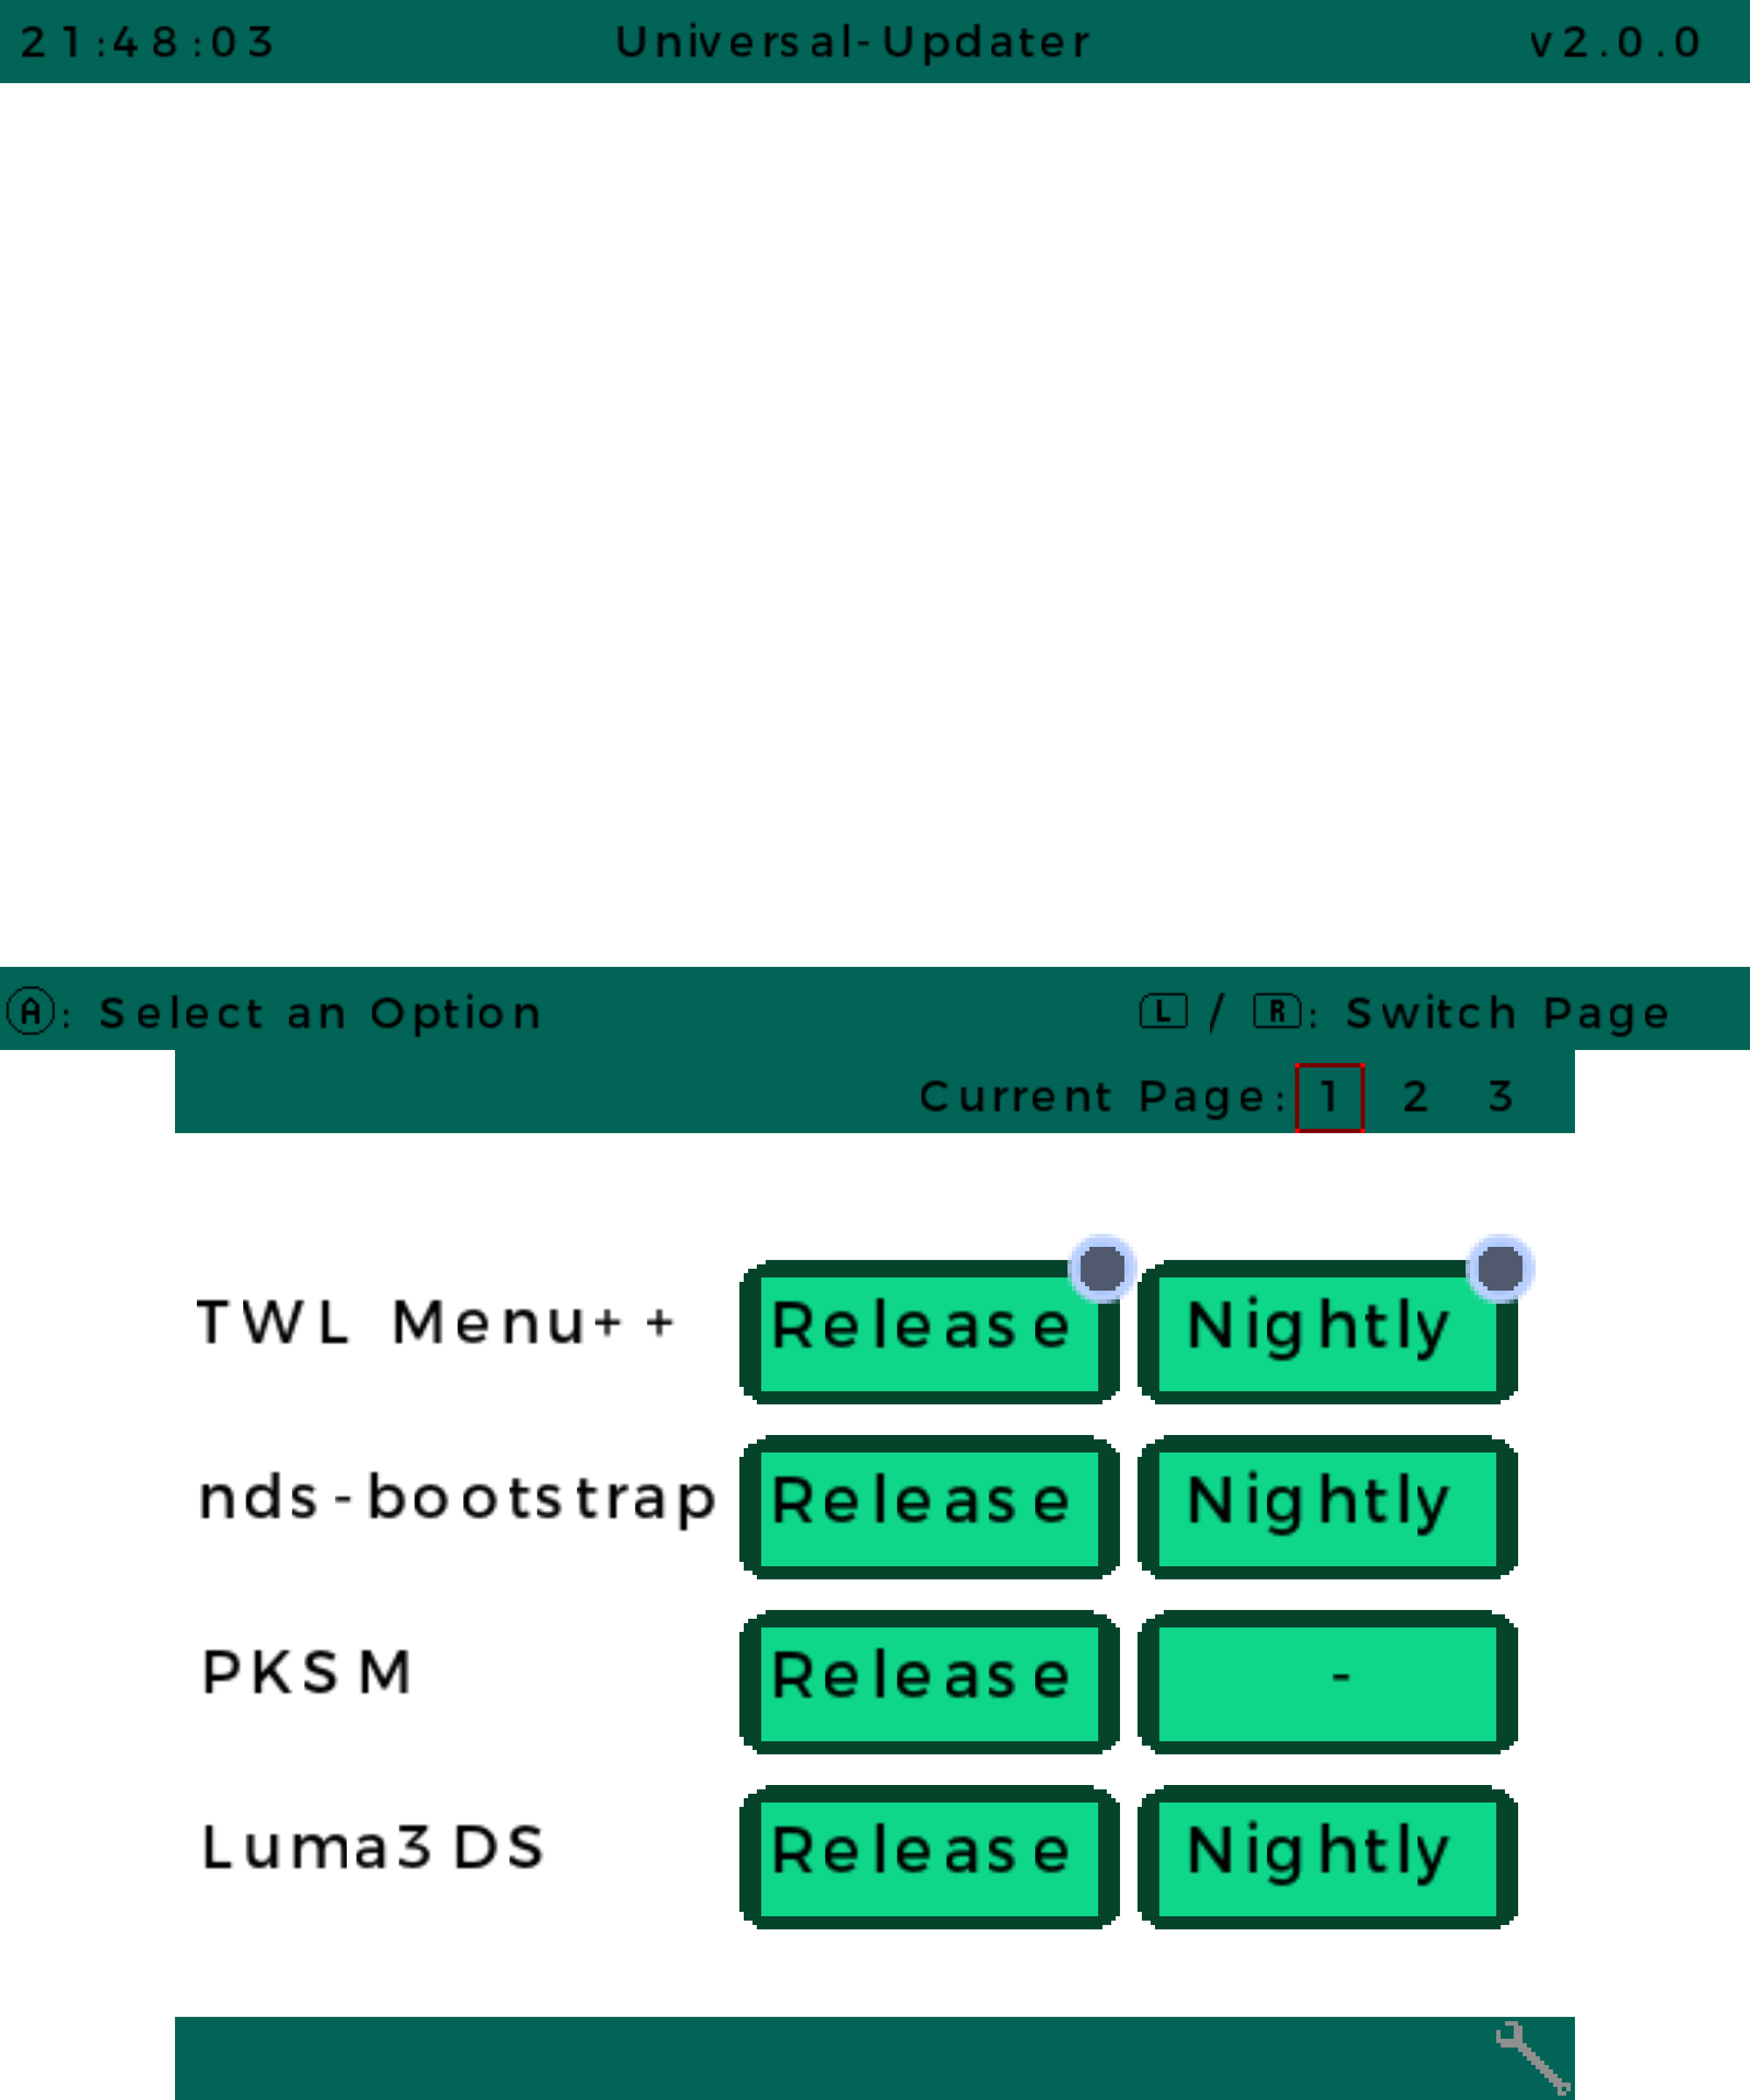 21:48:03 Universal-Updater v2.0.0
A: Select an Option L / R: Switch Page
Current Page: 1 2 3
TWL Menu++ Release Nightly
nds-bootstrap Release Nightly
PKSM Release -
Luma3DS Release Nightly